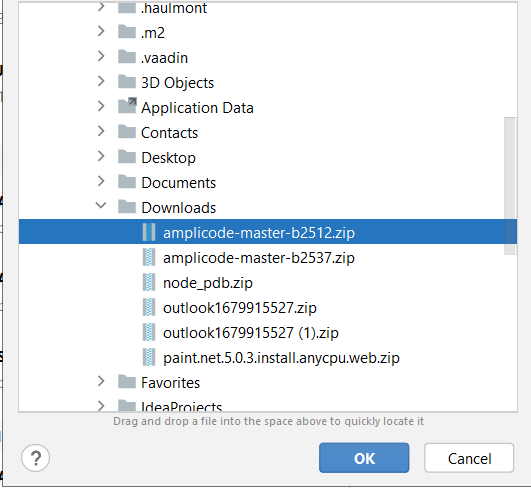 .haulmont
.m2
.vaadin
3D Objects
Application Data
Contacts
Desktop
Documents
Downloads
amplicode-master-b2512.zip
amplicode-master-b2537.zip
node_pdb.zip
outlook1679915527.zip
outlook1679915527 (1).zip
paint.net.5.0.3.install.anycpu.web.zip
Favorites
IdeaProjects
Drag and drop a file into the space above to quickly locate it
?
OK
Cancel